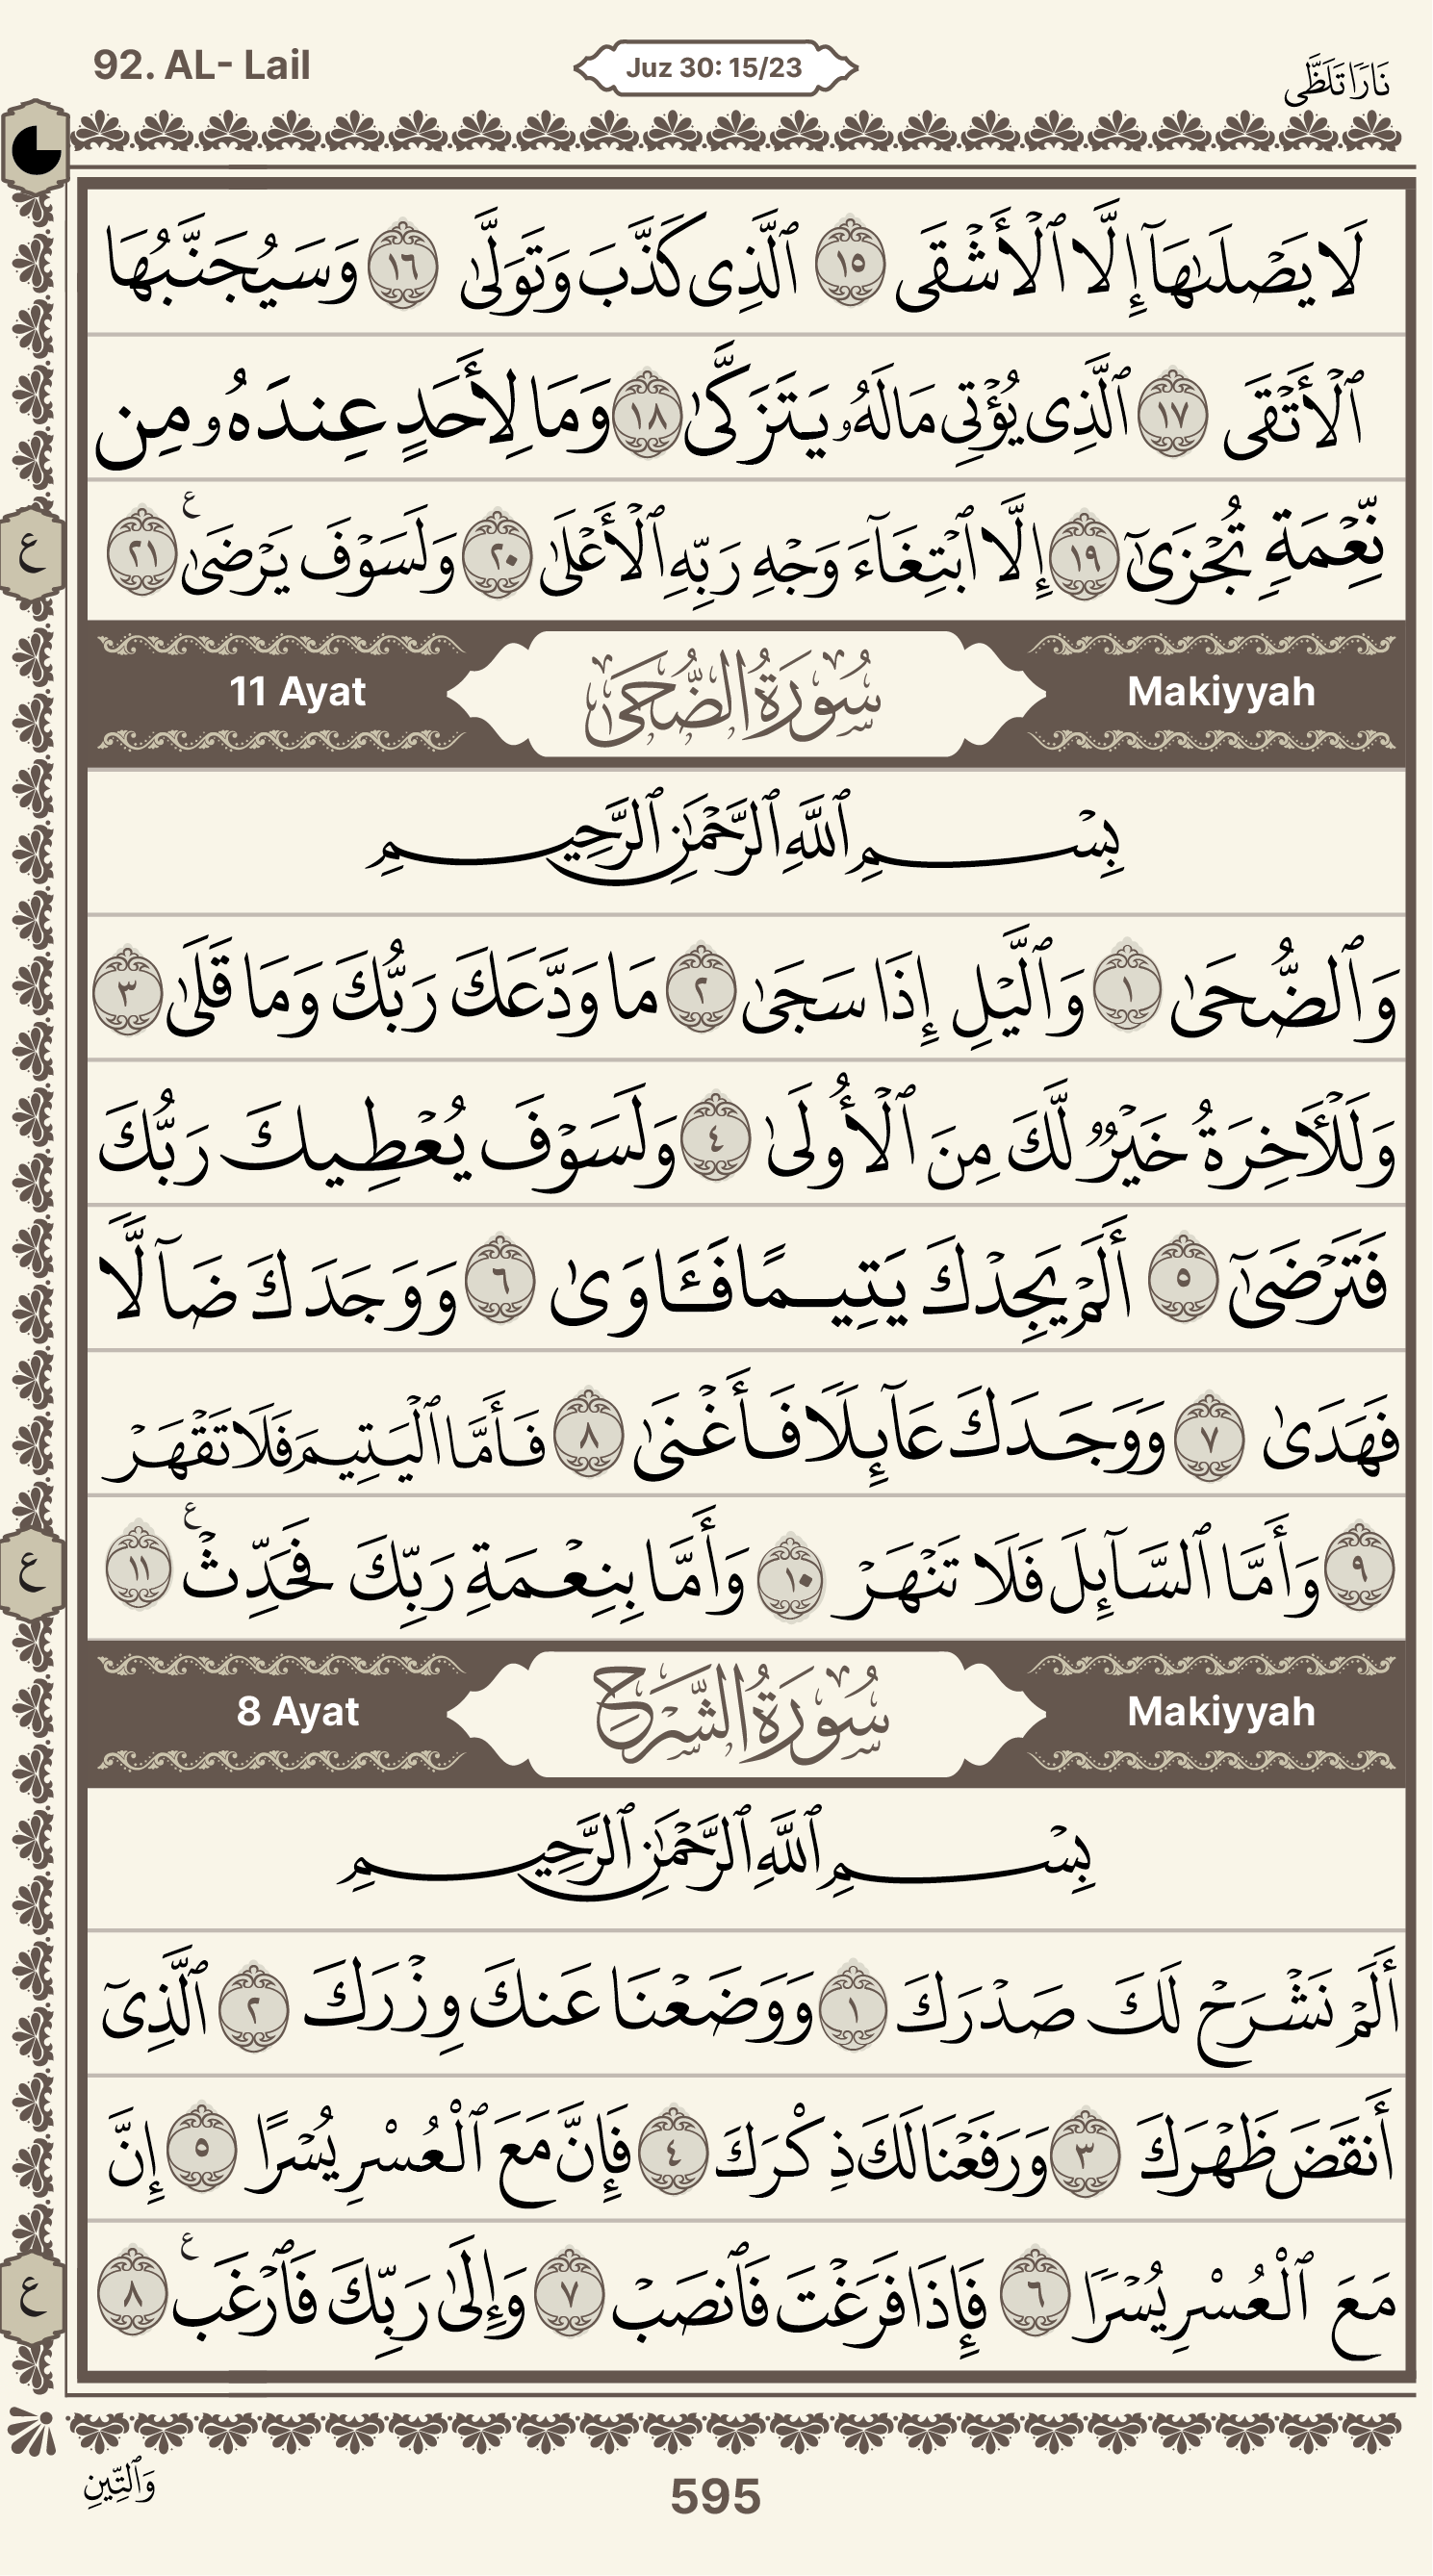 92. AL- Lail
Juz 30: 15/23
نَارًا تَلَظَّى
لَا يَصْلَىٰهَآ إِلَّا ٱلْأَشْقَى ١٥ ٱلَّذِى كَذَّبَ وَتَوَلَّىٰ ١٦ وَسَيُجَنَّبُهَا
ٱلْأَتْقَى ١٧ ٱلَّذِى يُؤْتِى مَالَهُۥ يَتَزَكَّىٰ ١٨ وَمَا لِأَحَدٍ عِندَهُۥ مِن
نِّعْمَةٍ تُجْزَىٰٓ ١٩ إِلَّا ٱبْتِغَآءَ وَجْهِ رَبِّهِ ٱلْأَعْلَىٰ ٢٠ وَلَسَوْفَ يَرْضَىٰ ع ٢١
ع
11 Ayat
سُورَةُ الضُّحَىٰ
Makiyyah
بِسْمِ ٱللَّهِ ٱلرَّحْمَٰنِ ٱلرَّحِيمِ
وَٱلضُّحَىٰ ١ وَٱلَّيْلِ إِذَا سَجَىٰ ٢ مَا وَدَّعَكَ رَبُّكَ وَمَا قَلَىٰ ٣
وَلَلْـَٔاخِرَةُ خَيْرٌ لَّكَ مِنَ ٱلْأُولَىٰ ٤ وَلَسَوْفَ يُعْطِيكَ رَبُّكَ
فَتَرْضَىٰٓ ٥ أَلَمْ يَجِدْكَ يَتِيمًا فَـَٔاوَىٰ ٦ وَوَجَدَكَ ضَآلًّا
فَهَدَىٰ ٧ وَوَجَدَكَ عَآئِلًا فَأَغْنَىٰ ٨ فَأَمَّا ٱلْيَتِيمَ فَلَا تَقْهَرْ
٩ وَأَمَّا ٱلسَّآئِلَ فَلَا تَنْهَرْ ١٠ وَأَمَّا بِنِعْمَةِ رَبِّكَ فَحَدِّثْ ع ١١
ع
8 Ayat
سُورَةُ الشَّرْحِ
Makiyyah
بِسْمِ ٱللَّهِ ٱلرَّحْمَٰنِ ٱلرَّحِيمِ
أَلَمْ نَشْرَحْ لَكَ صَدْرَكَ ١ وَوَضَعْنَا عَنكَ وِزْرَكَ ٢ ٱلَّذِىٓ
أَنقَضَ ظَهْرَكَ ٣ وَرَفَعْنَا لَكَ ذِكْرَكَ ٤ فَإِنَّ مَعَ ٱلْعُسْرِ يُسْرًا ٥ إِنَّ
مَعَ ٱلْعُسْرِ يُسْرًا ٦ فَإِذَا فَرَغْتَ فَٱنصَبْ ٧ وَإِلَىٰ رَبِّكَ فَٱرْغَب ع ٨
ع
وَٱلتِّينِ
595